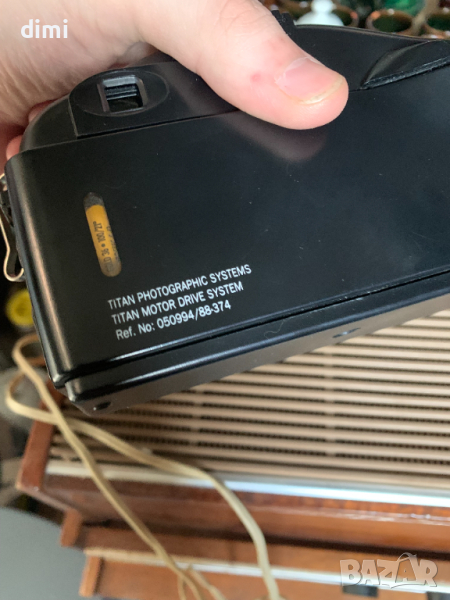 dimi
TITAN PHOTOGRAPHIC SYSTEMS
TITAN MOTOR DRIVE SYSTEM
Ref. No: 050994/88-374
BAZAR